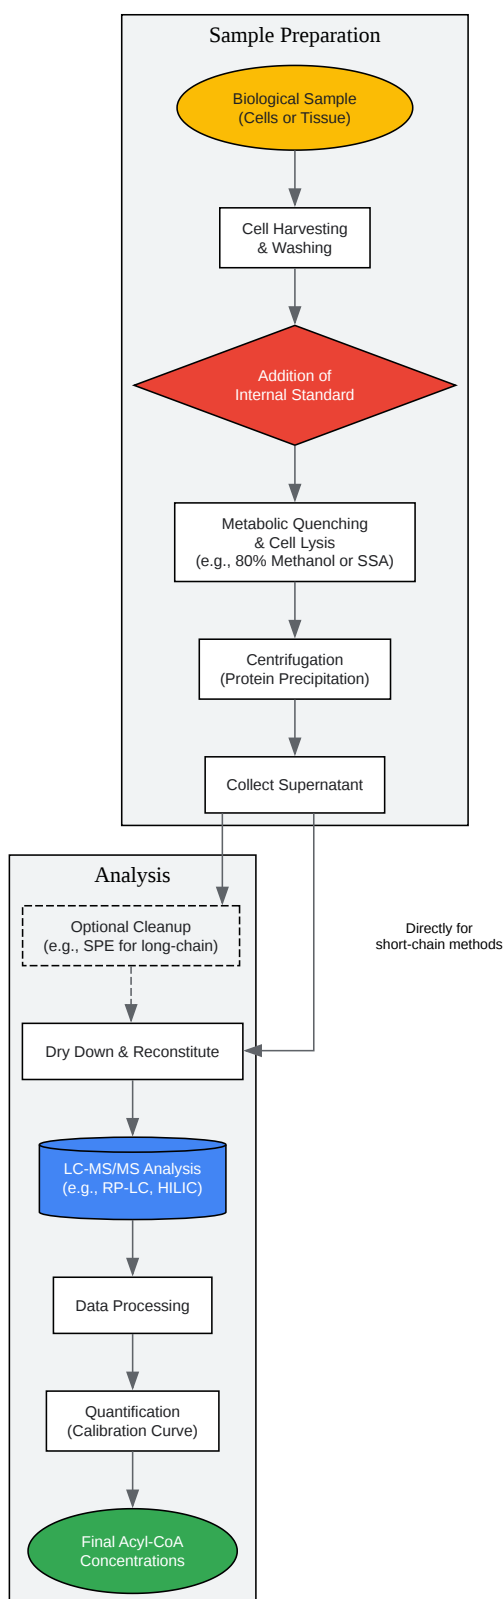 Sample Preparation
Biological Sample
(Cells or Tissue)
Cell Harvesting
& Washing
Addition of
Internal Standard
Metabolic Quenching
& Cell Lysis
(e.g., 80% Methanol or SSA)
Centrifugation
(Protein Precipitation)
Collect Supernatant
Analysis
Optional Cleanup
(e.g., SPE for long-chain)
Directly for
short-chain methods
Dry Down & Reconstitute
LC-MS/MS Analysis
(e.g., RP-LC, HILIC)
Data Processing
Quantification
(Calibration Curve)
Final Acyl-CoA
Concentrations